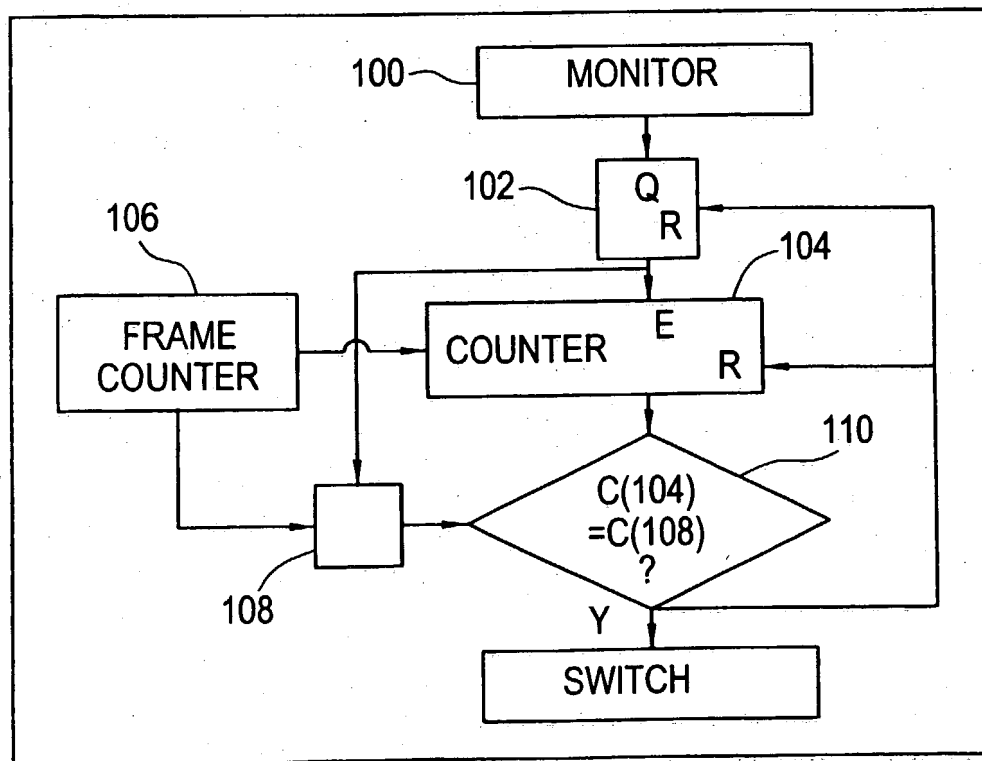 100
MONITOR
102
Q
R
106
104
FRAME
COUNTER
E
COUNTER
R
110
C(104)
=C(108)
?
108
Y
SWITCH